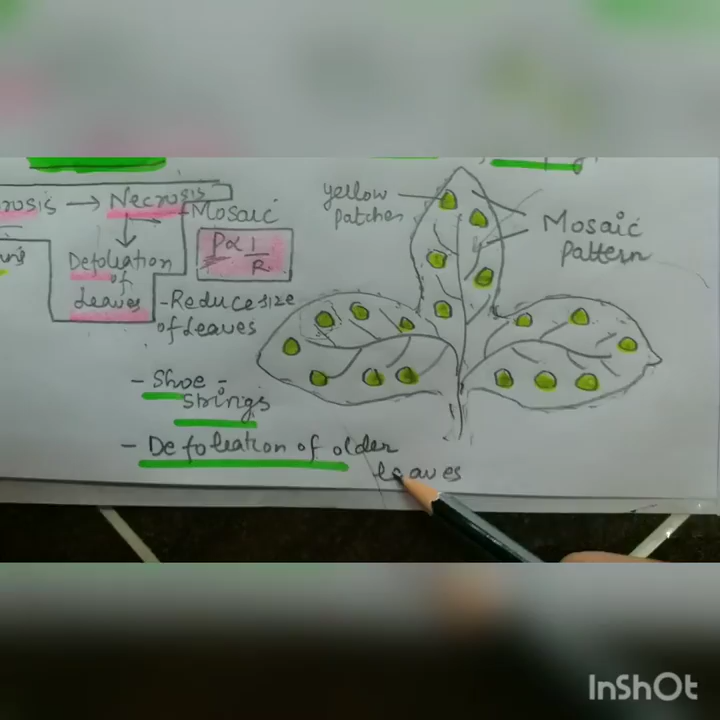 rosis → Necrosis
Mosaic
Defoliation
of
Leaves
P∝ 1/R
-Reduce size
of Leaves
- Shoe -
Strings
- Defoliation of older
leaves
yellow
patches
Mosaic
pattern
InShOt